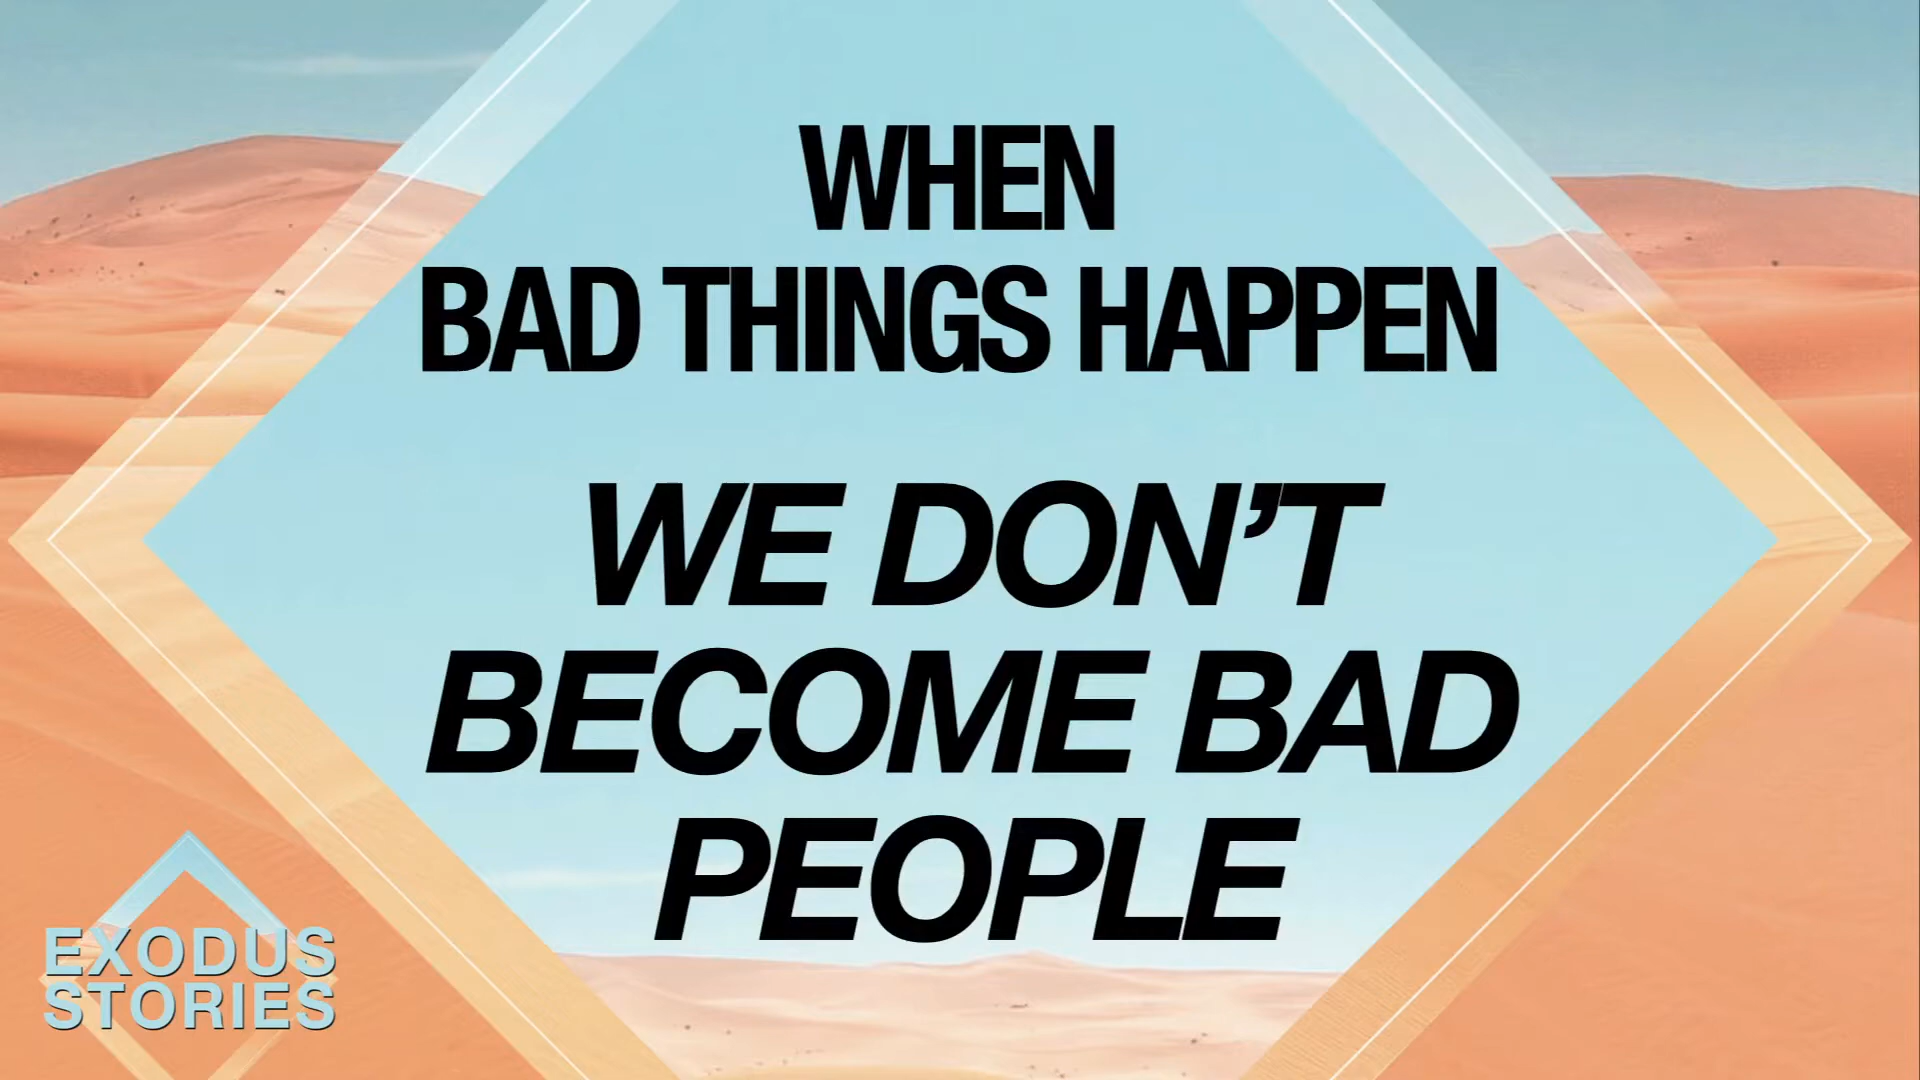 WHEN
BAD THINGS HAPPEN
WE DON’T
BECOME BAD
PEOPLE
EXODUS
STORIES